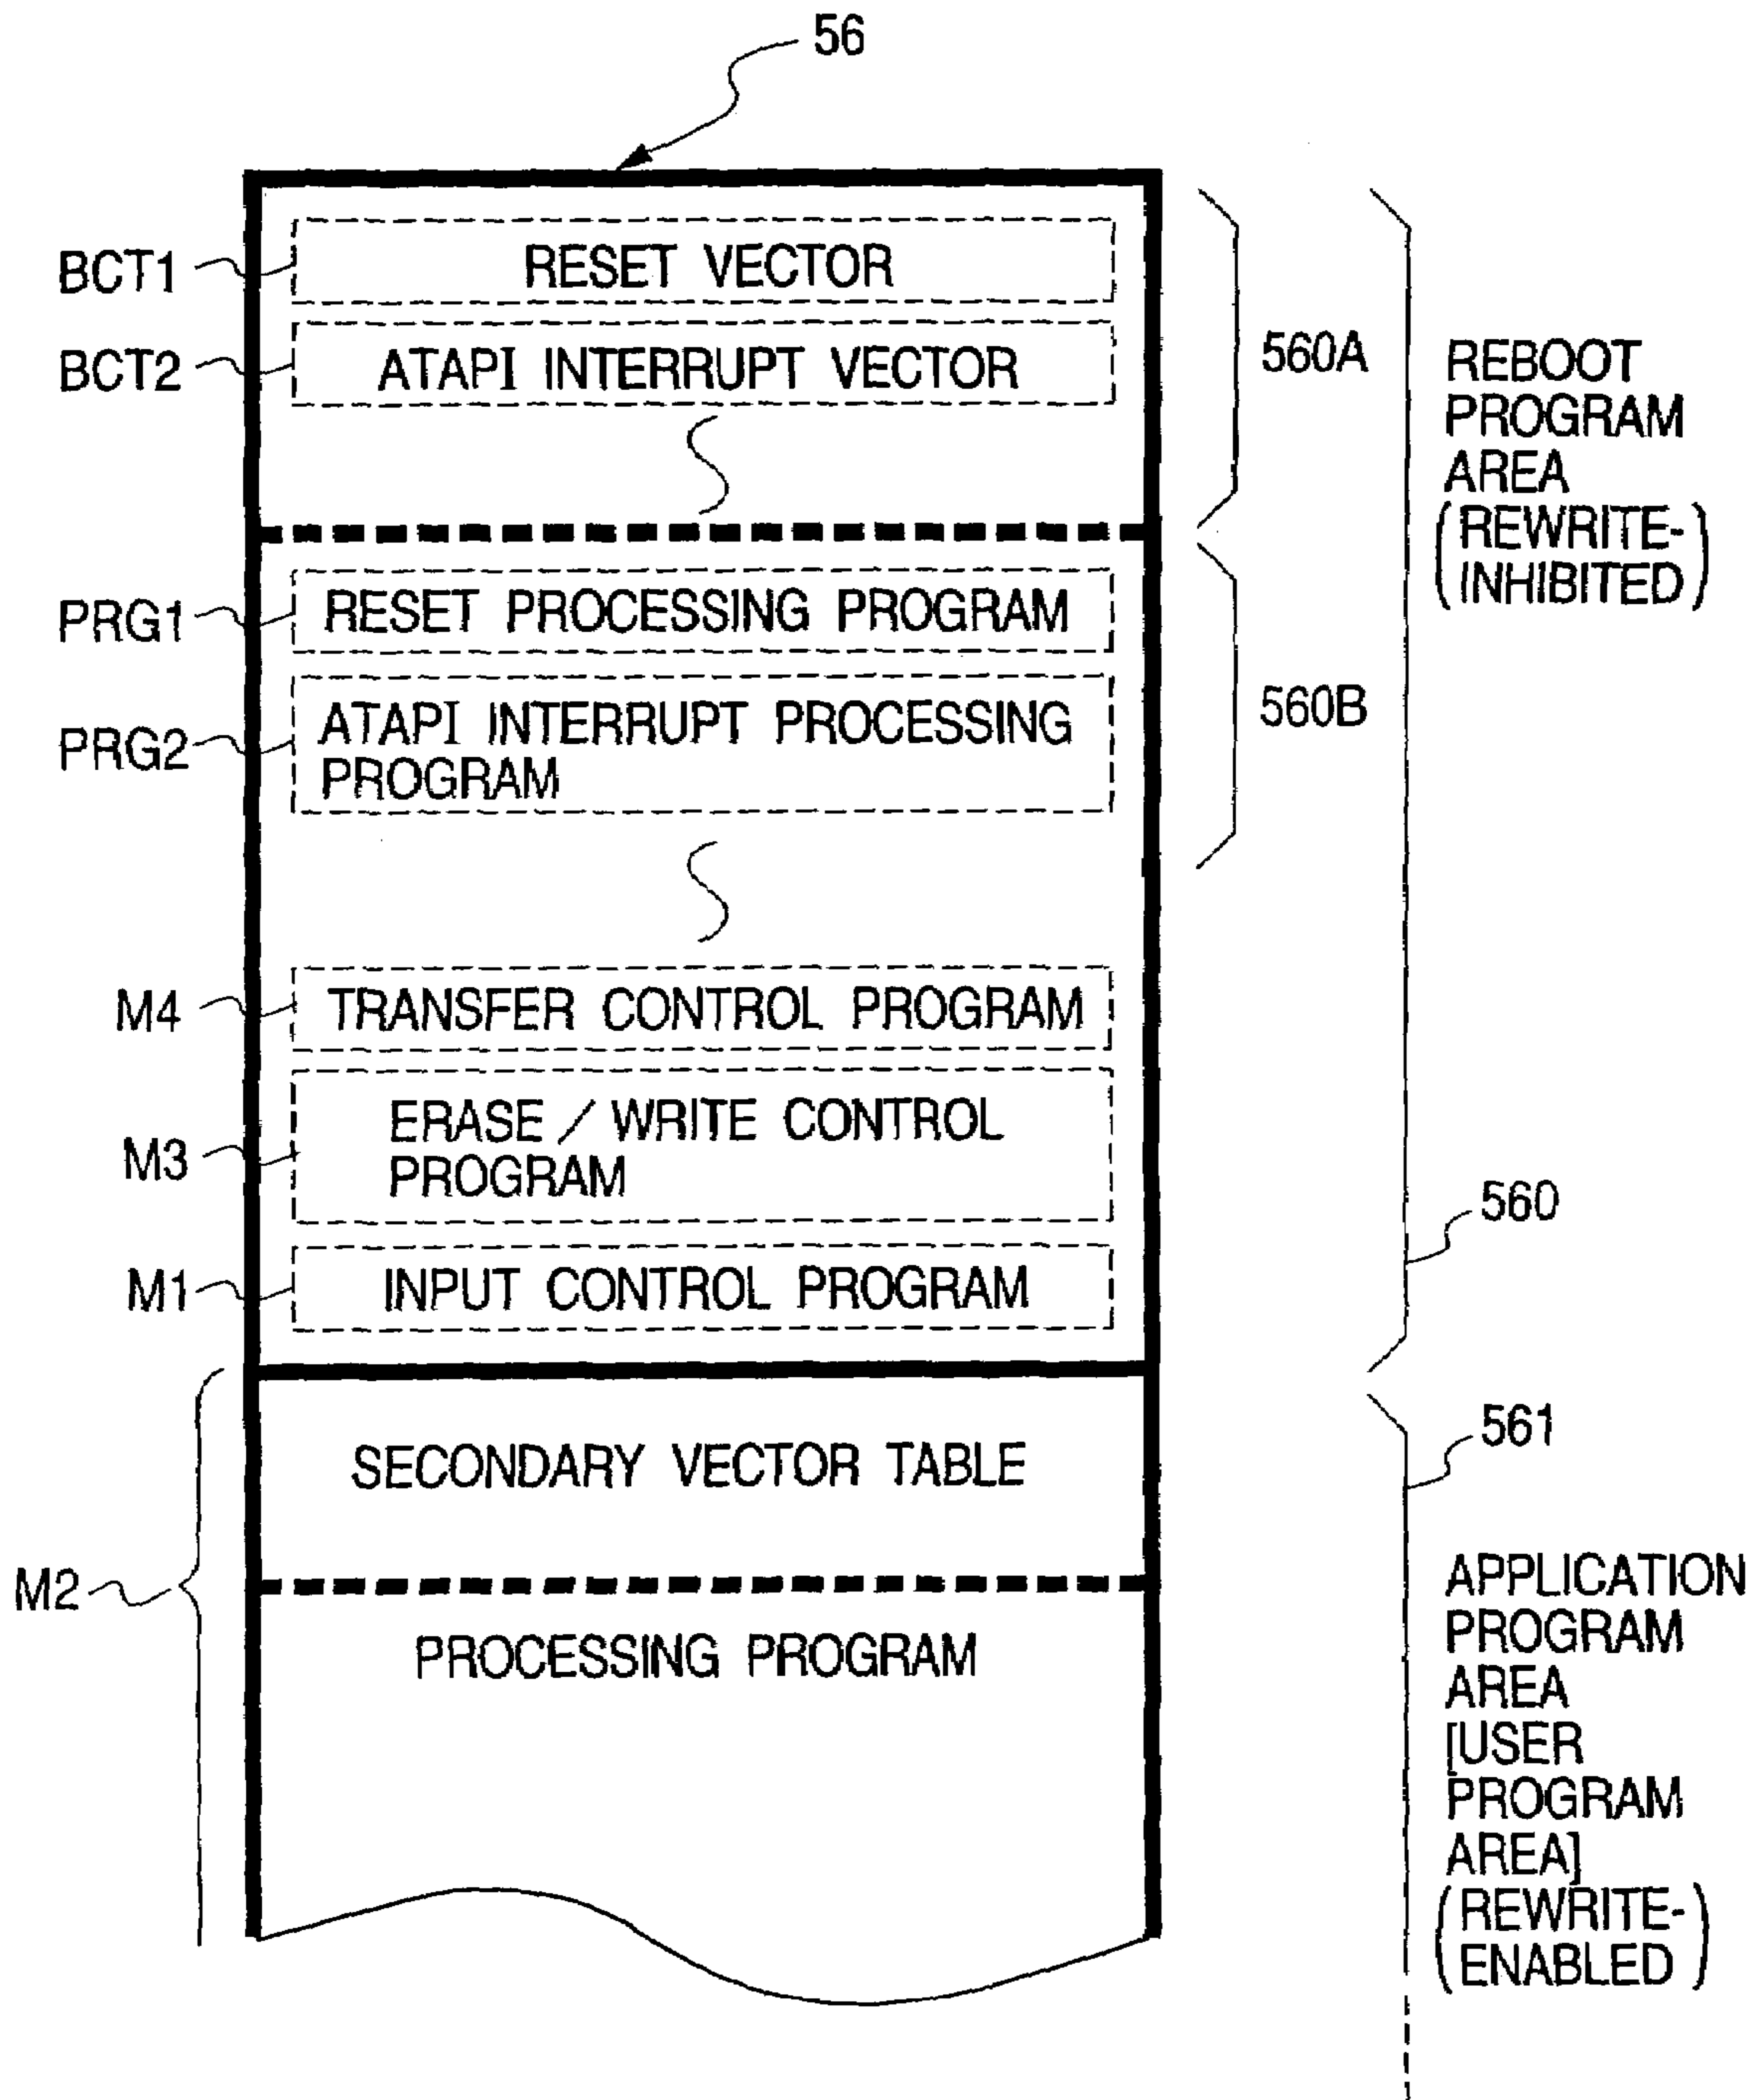 56
BCT1
RESET VECTOR
BCT2
ATAPI INTERRUPT VECTOR
560A
REBOOT
PROGRAM
AREA
(REWRITE-
INHIBITED)
PRG1
RESET PROCESSING PROGRAM
PRG2
ATAPI INTERRUPT PROCESSING
PROGRAM
560B
M4
TRANSFER CONTROL PROGRAM
M3
ERASE / WRITE CONTROL
PROGRAM
560
M1
INPUT CONTROL PROGRAM
561
SECONDARY VECTOR TABLE
M2
PROCESSING PROGRAM
APPLICATION
PROGRAM
AREA
[USER
PROGRAM
AREA]
(REWRITE-
ENABLED)